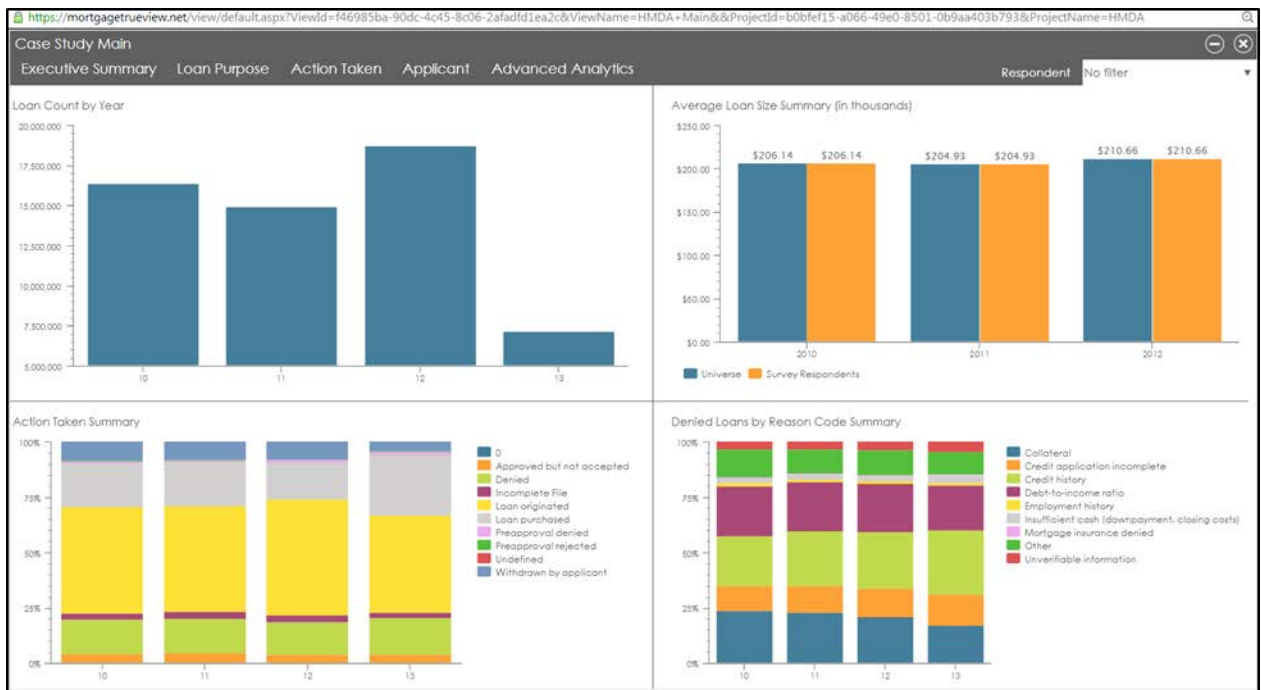 https://mortgagetrueview.net/view/default.aspx?ViewId=f46985ba-90dc-4c45-8c06-2afadfd1ea2c&ViewName=HMDA+Main&&ProjectId=b0bfef15-a066-49e0-8501-0b9aa403b793&ProjectName=HMDA
Case Study Main
Executive Summary Loan Purpose Action Taken Applicant Advanced Analytics Respondent No filter
Loan Count by Year
20,000,000
17,500,000
15,000,000
12,500,000
10,000,000
7,500,000
5,000,000
10 11 12 13
Average Loan Size Summary (in thousands)
$250.00
$200.00
$150.00
$100.00
$50.00
$0.00
$206.14 $206.14 $204.93 $204.93 $210.66 $210.66
2010 2011 2012
Universe Survey Respondents
Action Taken Summary
100%
75%
50%
25%
0%
10 11 12 13
0
Approved but not accepted
Denied
Incomplete File
Loan originated
Loan purchased
Preapproval denied
Preapproval rejected
Undefined
Withdrawn by applicant
Denied Loans by Reason Code Summary
100%
75%
50%
25%
0%
10 11 12 13
Collateral
Credit application incomplete
Credit history
Debt-to-income ratio
Employment history
Insufficient cash (downpayment, closing costs)
Mortgage insurance denied
Other
Unverifiable information